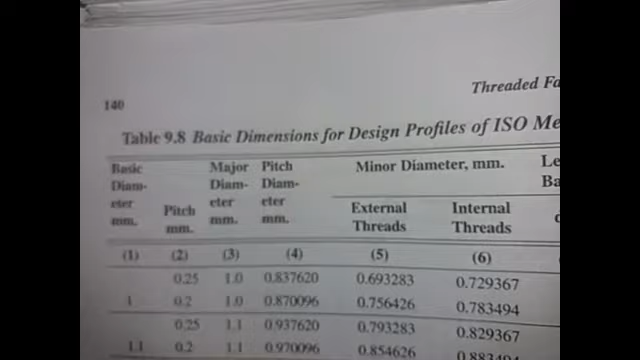 140
Threaded
Table 9.8 Basic Dimensions for Design Profiles of ISO
Basic Diam- eter mm.
Pitch mm.
Major Diam- eter mm.
Pitch Diam- eter mm.
Minor Diameter, mm.
External Threads
Internal Threads
(1) (2) (3) (4) (5) (6)
0.25 1.0 0.837620 0.693283 0.729367
1 0.2 1.0 0.870096 0.756426 0.783494
0.25 1.1 0.937620 0.793283 0.829367
1.1 0.2 1.1 0.970096 0.854626